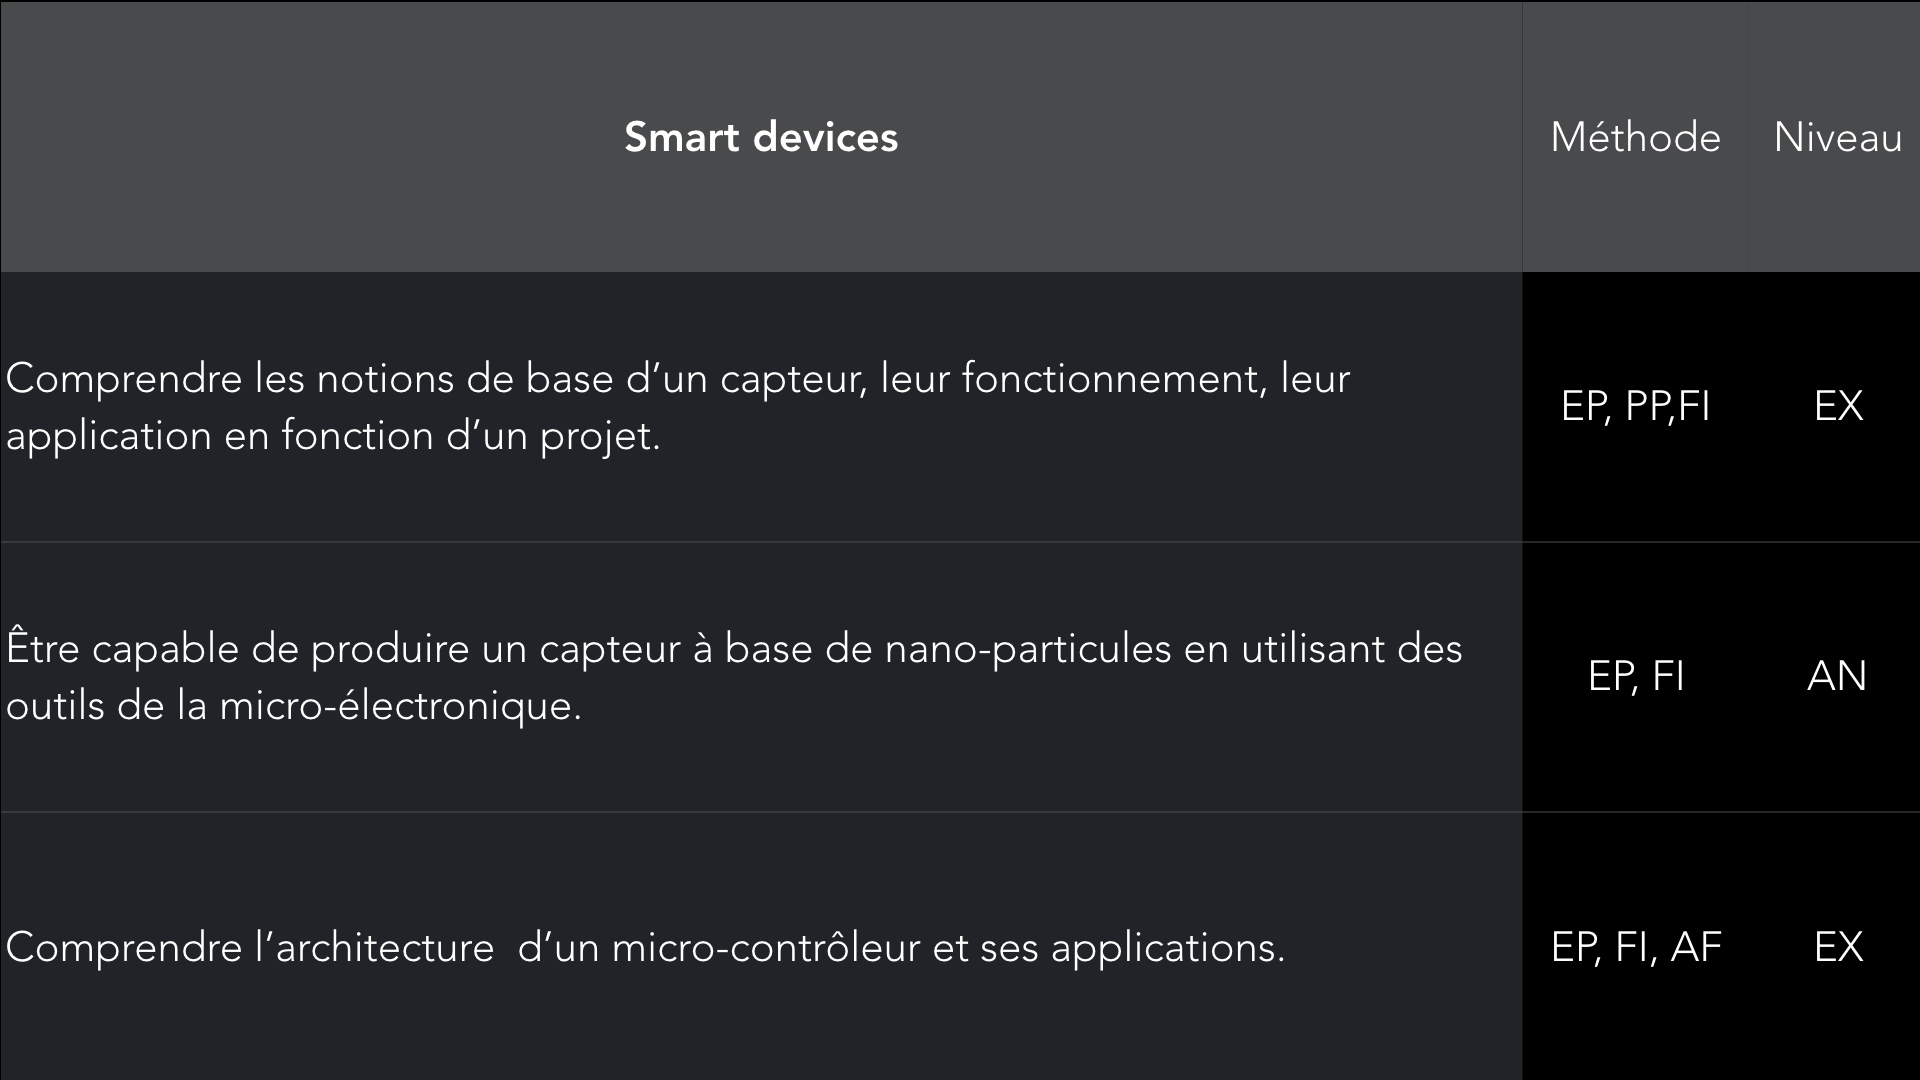 Smart devices Méthode Niveau
Comprendre les notions de base d’un capteur, leur fonctionnement, leur
application en fonction d’un projet.
EP, PP,FI EX
Être capable de produire un capteur à base de nano-particules en utilisant des
outils de la micro-électronique.
EP, FI AN
Comprendre l’architecture  d’un micro-contrôleur et ses applications. EP, FI, AF EX